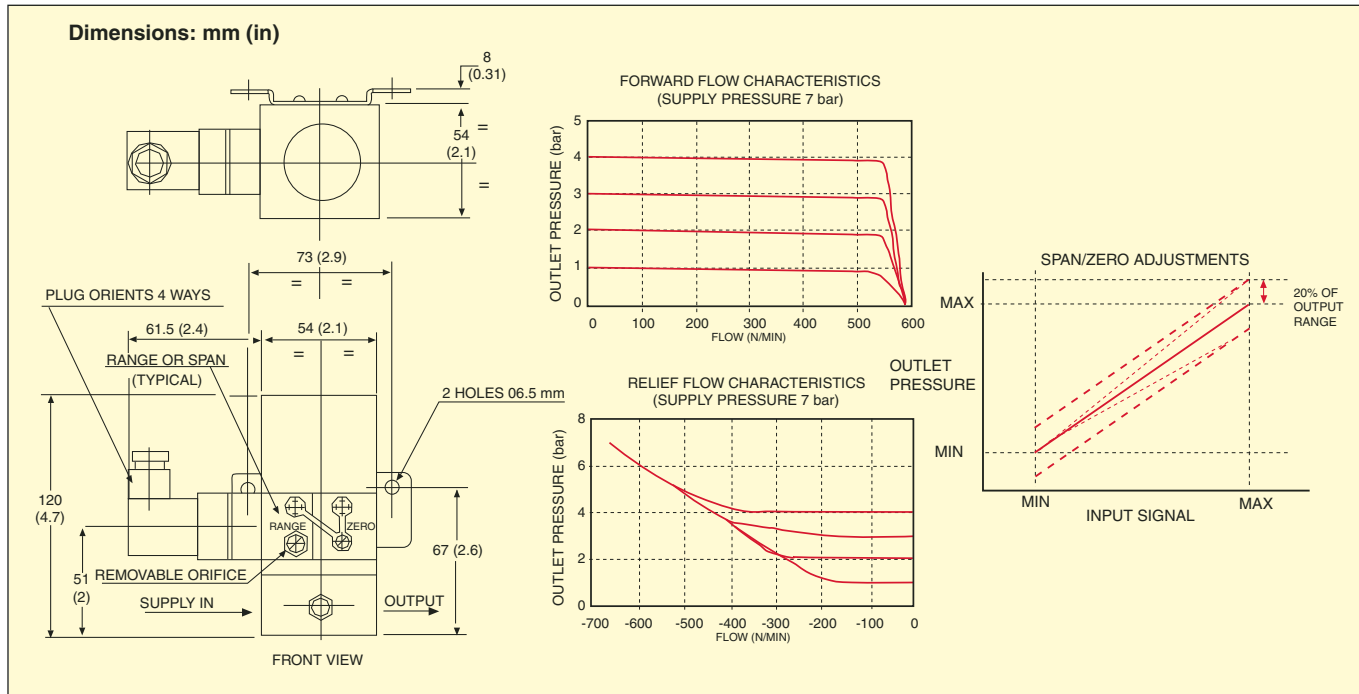 Dimensions: mm (in)
8
(0.31)
54
(2.1)
=
=
73 (2.9)
= =
PLUG ORIENTS 4 WAYS
61.5 (2.4)
54 (2.1)
= =
RANGE OR SPAN
(TYPICAL)
2 HOLES 06.5 mm
120
(4.7)
RANGE
ZERO
67 (2.6)
51
(2)
REMOVABLE ORIFICE
SUPPLY IN
OUTPUT
FRONT VIEW
FORWARD FLOW CHARACTERISTICS
(SUPPLY PRESSURE 7 bar)
OUTLET PRESSURE (bar)
5
4
3
2
1
0
0 100 200 300 400 500 600
FLOW (N/MIN)
RELIEF FLOW CHARACTERISTICS
(SUPPLY PRESSURE 7 bar)
OUTLET PRESSURE (bar)
8
6
4
2
0
-700 -600 -500 -400 -300 -200 -100 0
FLOW (N/MIN)
SPAN/ZERO ADJUSTMENTS
MAX
20% OF
OUTPUT
RANGE
OUTLET
PRESSURE
MIN
MIN
MAX
INPUT SIGNAL